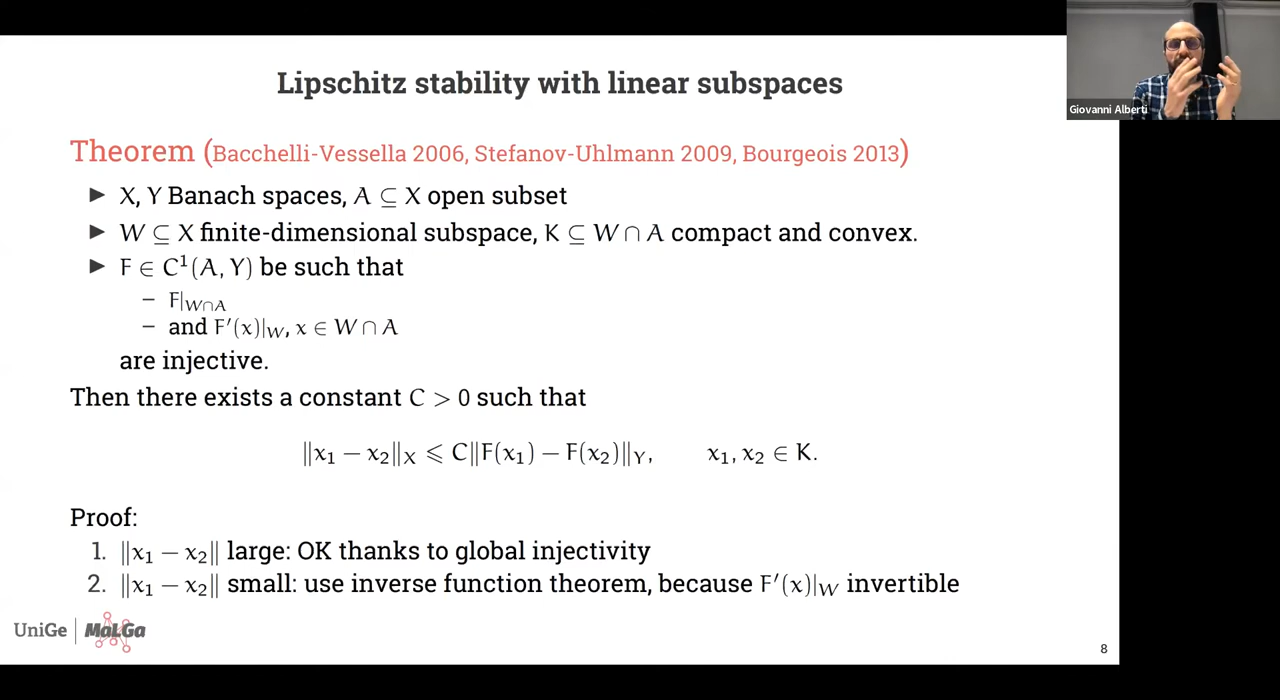 Lipschitz stability with linear subspaces
Giovanni Alberti
Theorem (Bacchelli-Vessella 2006, Stefanov-Uhlmann 2009, Bourgeois 2013)
▶ X, Y Banach spaces, A ⊆ X open subset
▶ W ⊆ X finite-dimensional subspace, K ⊆ W ∩ A compact and convex.
▶ F ∈ C¹(A, Y) be such that
– F|_{W∩A}
– and F′(x)|_W, x ∈ W ∩ A
are injective.
Then there exists a constant C > 0 such that
‖x₁ − x₂‖_X ⩽ C‖F(x₁) − F(x₂)‖_Y, x₁, x₂ ∈ K.
Proof:
1. ‖x₁ − x₂‖ large: OK thanks to global injectivity
2. ‖x₁ − x₂‖ small: use inverse function theorem, because F′(x)|_W invertible
UniGe | MaLGa
8